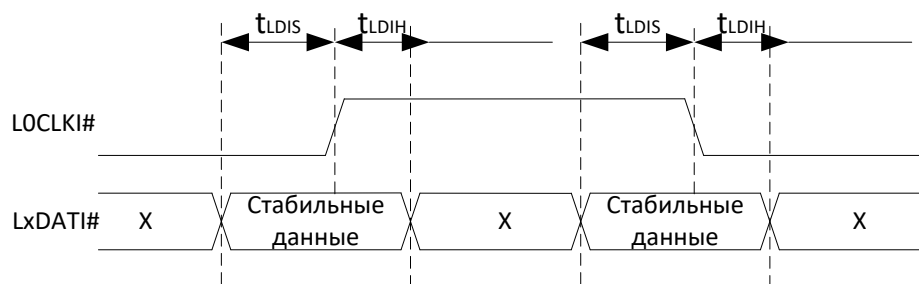 tLDIS tLDIH tLDIS tLDIH
L0CLKI#
LxDATI# X Стабильные данные X Стабильные данные X